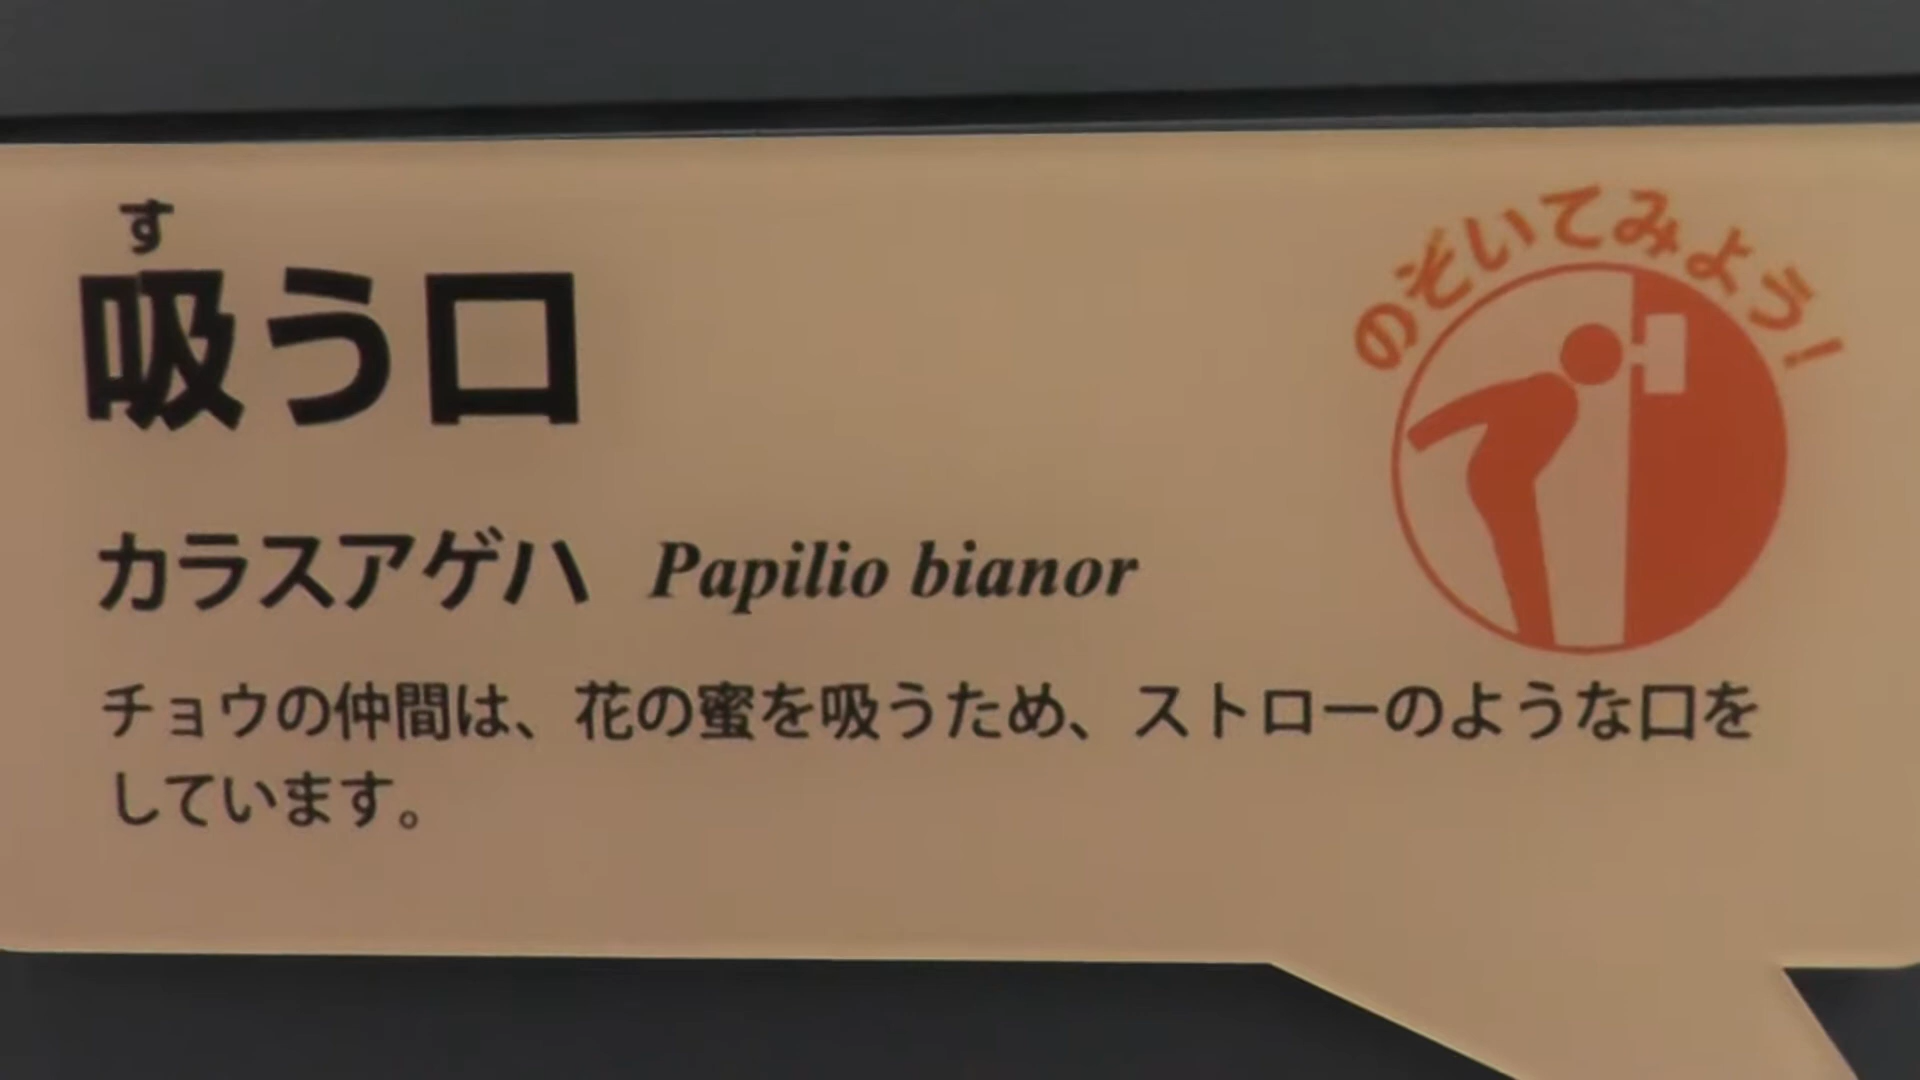 す
吸う口
のぞいてみよう!
カラスアゲハ Papilio bianor
チョウの仲間は、花の蜜を吸うため、ストローのような口を
しています。